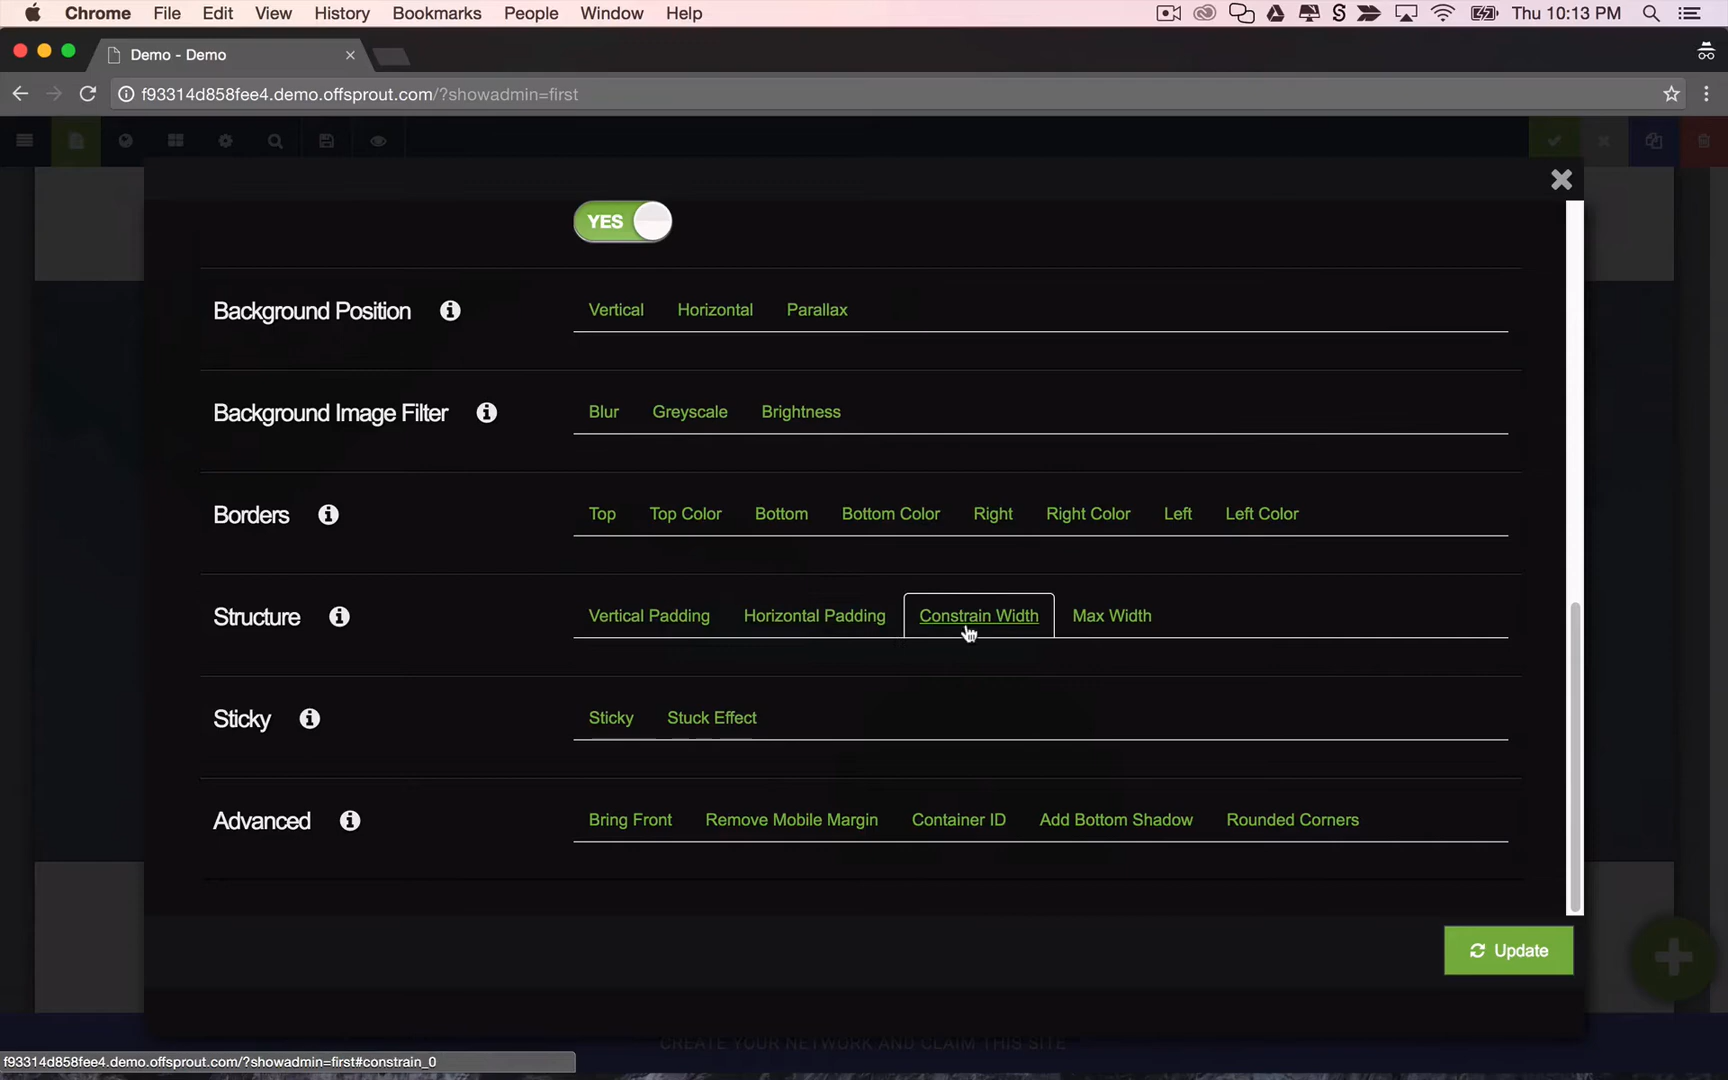 Chrome File Edit View History Bookmarks People Window Help Thu 10:13 PM
Demo - Demo
f93314d858fee4.demo.offsprout.com/?showadmin=first
YES
Background Position Vertical Horizontal Parallax
Background Image Filter Blur Greyscale Brightness
Borders Top Top Color Bottom Bottom Color Right Right Color Left Left Color
Structure Vertical Padding Horizontal Padding Constrain Width Max Width
Sticky Sticky Stuck Effect
Advanced Bring Front Remove Mobile Margin Container ID Add Bottom Shadow Rounded Corners
Update
CREATE YOUR NETWORK AND CLAIM THIS SITE
f93314d858fee4.demo.offsprout.com/?showadmin=first#constrain_0